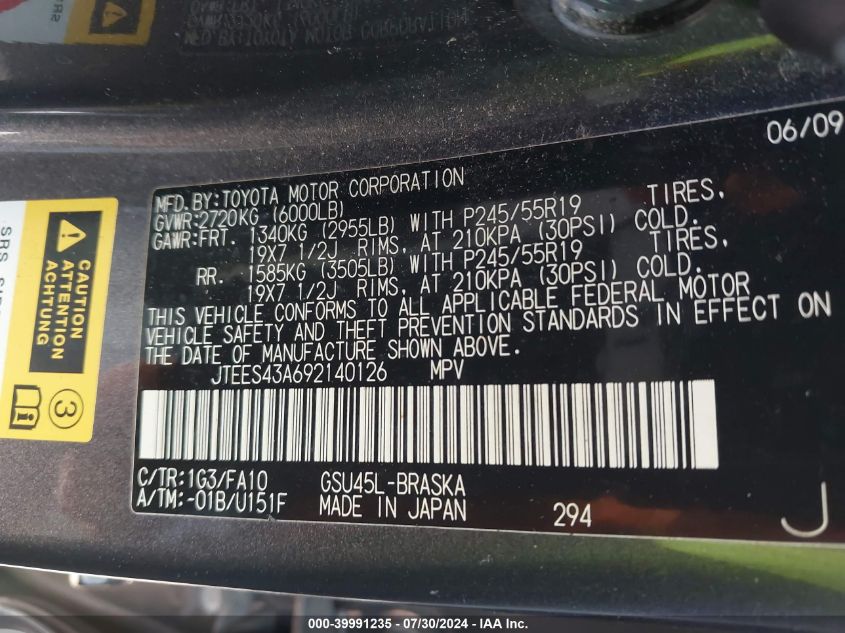 06/09
MFD. BY: TOYOTA MOTOR CORPORATION
GVWR: 2720KG (6000LB)
GAWR: FRT. 1340KG (2955LB) WITH P245/55R19 TIRES,
19X7 1/2J RIMS, AT 210KPA (30PSI) COLD.
RR. 1585KG (3505LB) WITH P245/55R19 TIRES,
19X7 1/2J RIMS, AT 210KPA (30PSI) COLD.
THIS VEHICLE CONFORMS TO ALL APPLICABLE FEDERAL MOTOR
VEHICLE SAFETY AND THEFT PREVENTION STANDARDS IN EFFECT ON
THE DATE OF MANUFACTURE SHOWN ABOVE.
JTEES43A692140126 MPV
C/TR: 1G3/FA10 GSU45L-BRASKA
A/TM: -01B/U151F MADE IN JAPAN 294 J
CAUTION
ATTENTION
3
SRS
000-39991235 - 07/30/2024 - IAAI.com